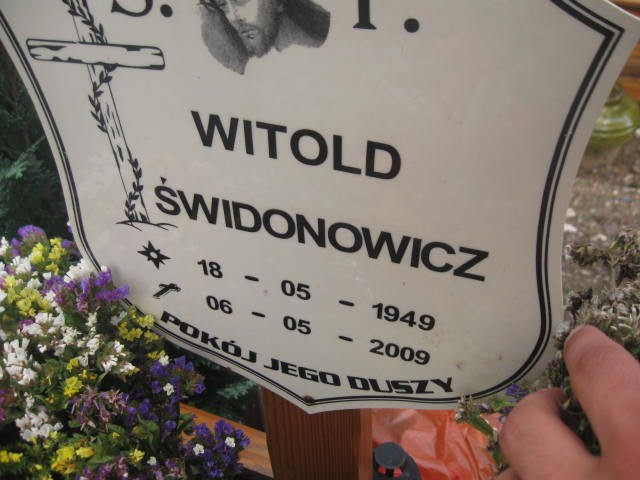 Ś. P.
WITOLD
ŚWIDONOWICZ
18 - 05 - 1949
06 - 05 - 2009
POKÓJ JEGO DUSZY